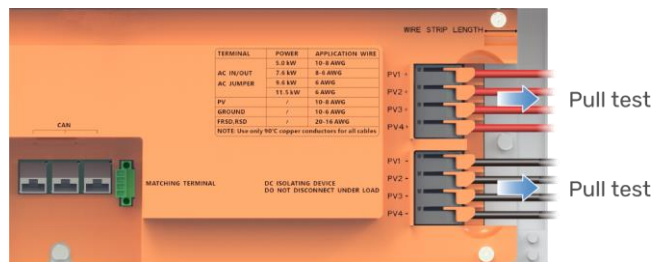 WIRE STRIP LENGTH
TERMINAL POWER APPLICATION WIRE
5.0 kW 10-8 AWG
AC IN/OUT 7.6 kW 8-6 AWG
AC JUMPER 9.6 kW 6 AWG
11.5 kW 6 AWG
PV / 10-8 AWG
GROUND / 10-6 AWG
FRSD,RSD / 20-16 AWG
NOTE: Use only 90°C copper conductors for all cables
PV1 +
PV2 +
PV3 +
PV4 +
Pull test
CAN
MATCHING TERMINAL
DC ISOLATING DEVICE
DO NOT DISCONNECT UNDER LOAD
PV1 -
PV2 -
PV3 -
PV4 -
Pull test